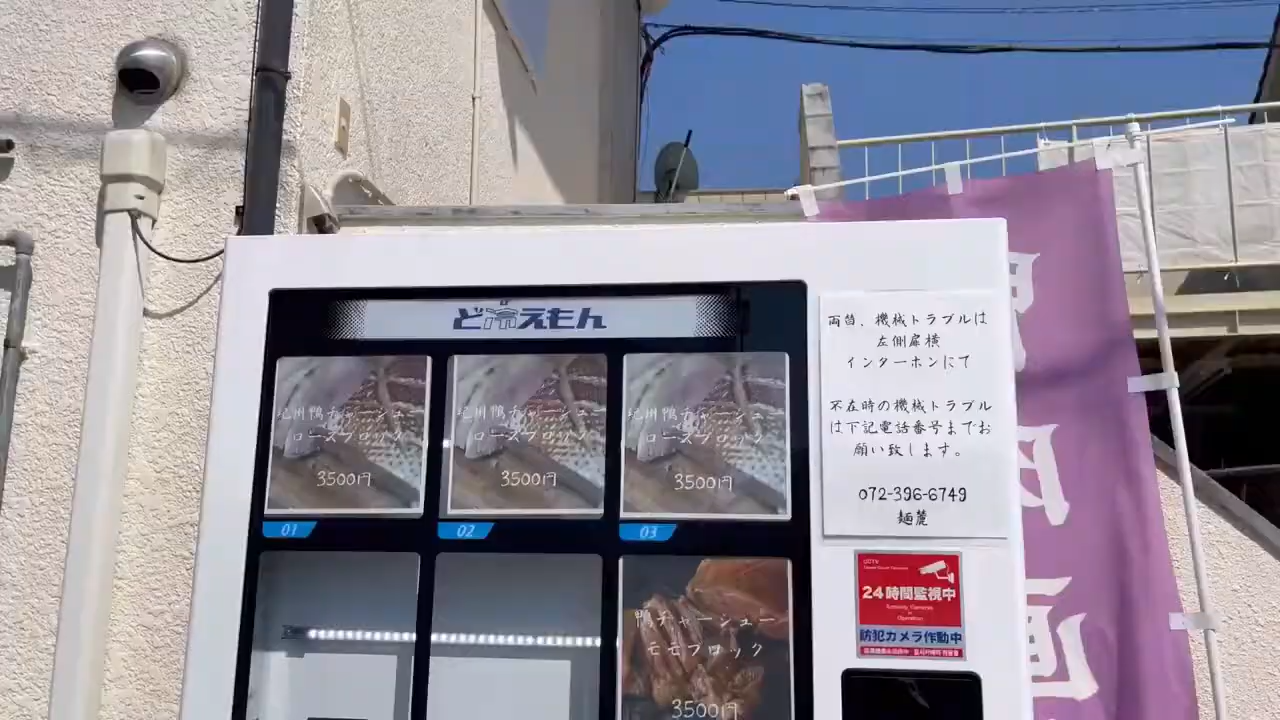 ど冷えもん
紀州鴨チャーシュー
ロースブロック
3500円
01
紀州鴨チャーシュー
ロースブロック
3500円
02
紀州鴨チャーシュー
ロースブロック
3500円
03
鴨チャーシュー
モモブロック
3500円
両替、機械トラブルは
左側扉横
インターホンにて
不在時の機械トラブル
は下記電話番号までお
願い致します。
072-396-6749
麺麓
CCTV
24時間監視中
Security Cameras
in
Operation
防犯カメラ作動中